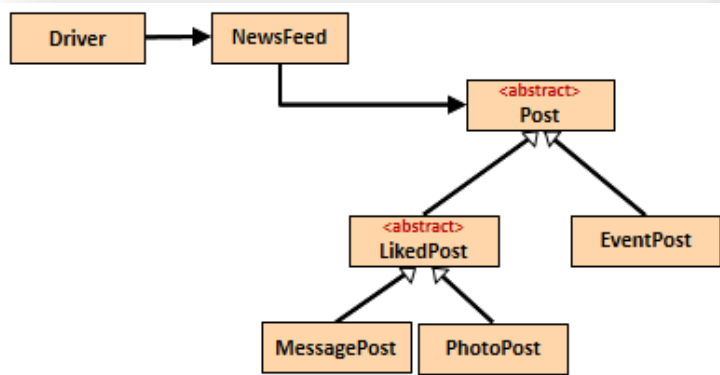 Driver
NewsFeed
<abstract>
Post
<abstract>
LikedPost
EventPost
MessagePost
PhotoPost